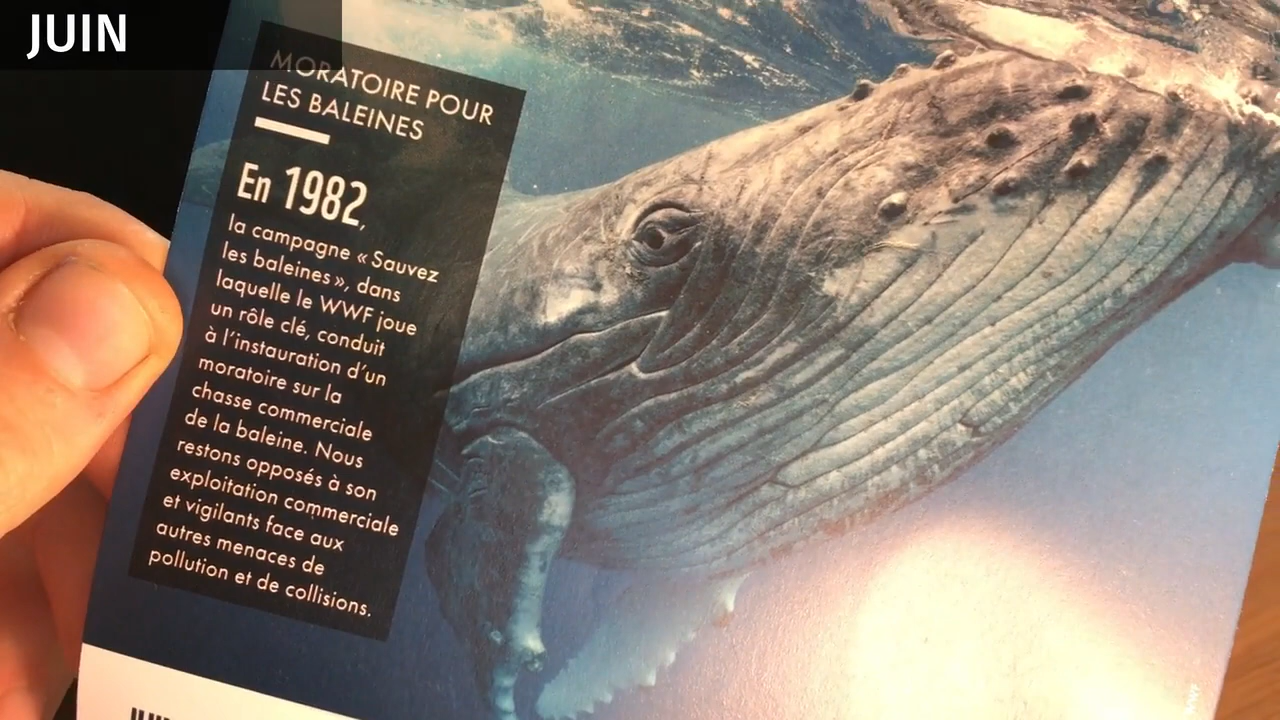 JUIN
MORATOIRE POUR
LES BALEINES
En 1982,
la campagne « Sauvez
les baleines », dans
laquelle le WWF joue
un rôle clé, conduit
à l'instauration d'un
moratoire sur la
chasse commerciale
de la baleine. Nous
restons opposés à son
exploitation commerciale
et vigilants face aux
autres menaces de
pollution et de collisions.